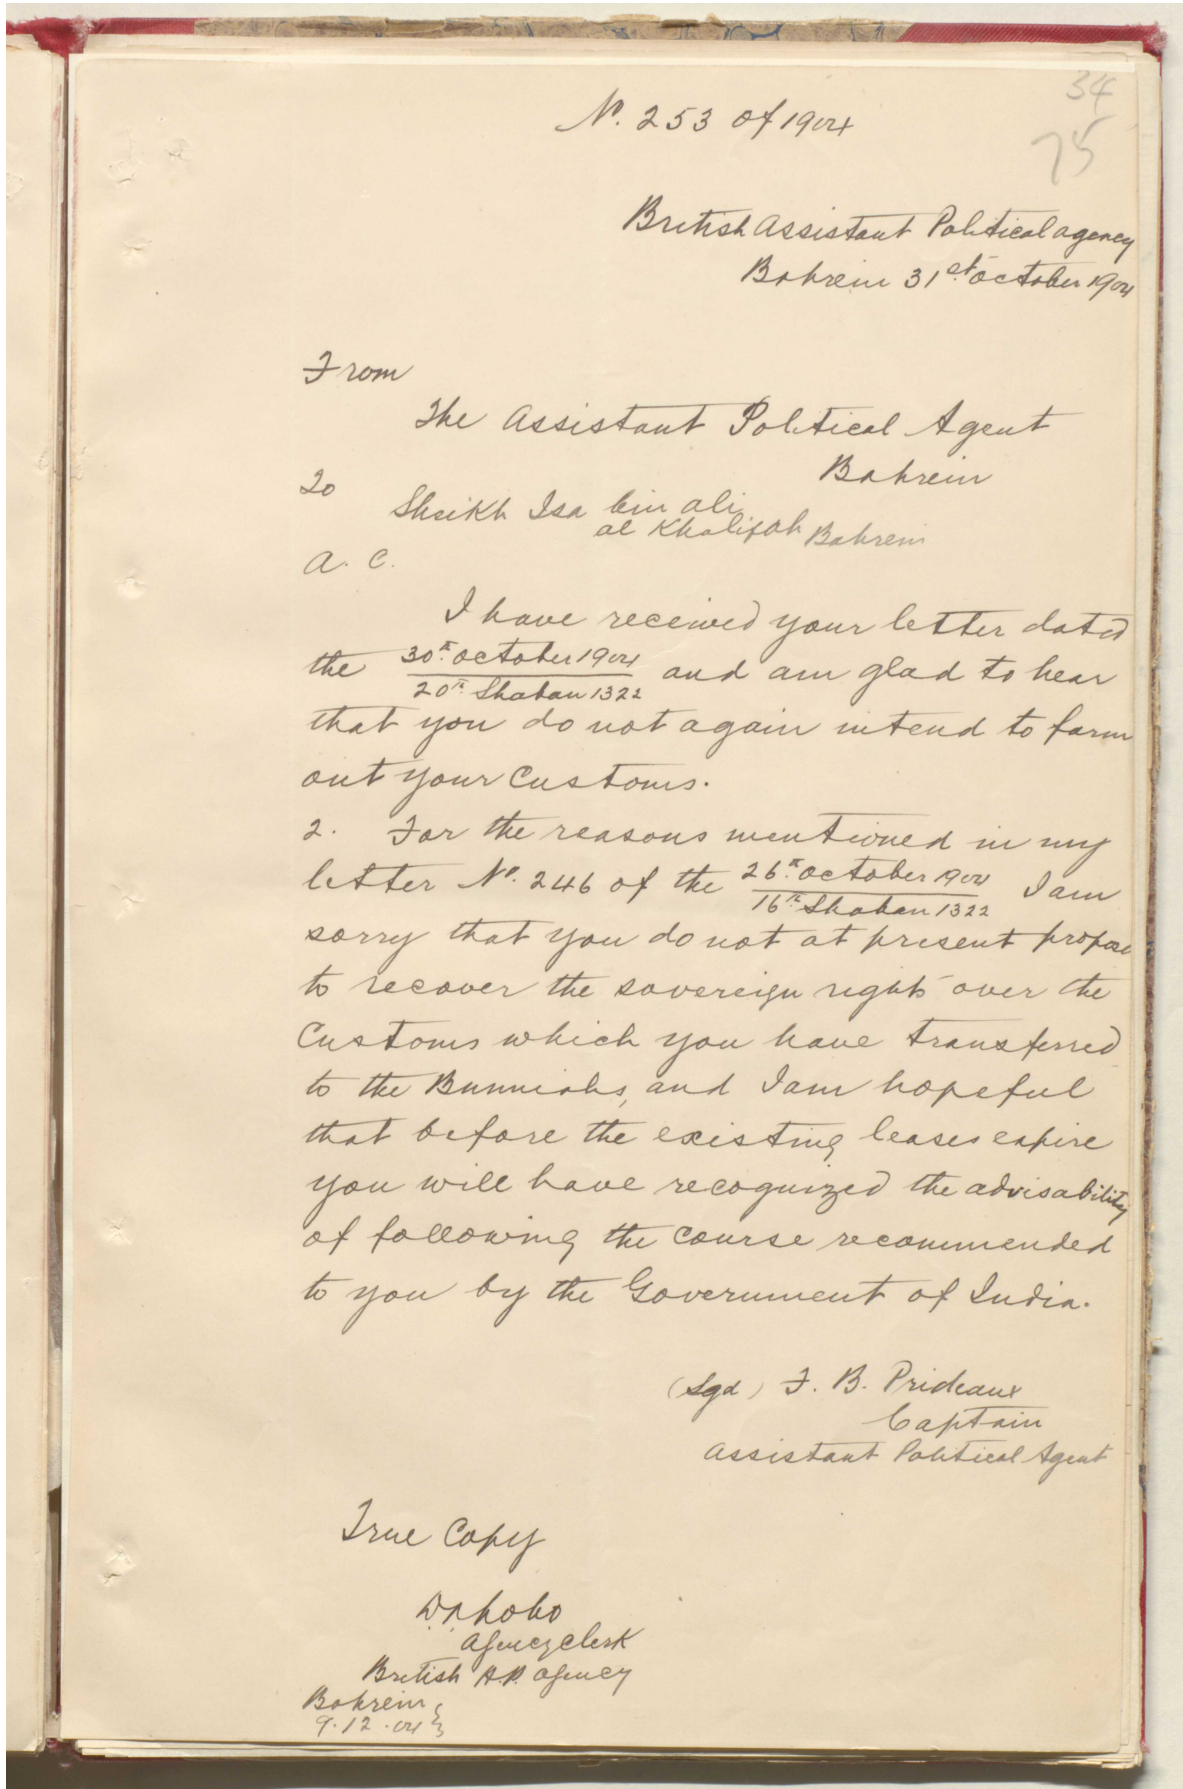 34
75
No. 253 of 1904
British Assistant Political agency
Bahrein 31st October 1904
From
The Assistant Political Agent
Bahrein
To
Sheikh Isa bin ali
al Khalifah Bahrein
A. C.
I have received your letter dated
the 30th October 1904 / 20th Shaban 1322 and am glad to hear
that you do not again intend to farm
out your Customs.
2. For the reasons mentioned in my
letter No. 246 of the 26th October 1904 / 16th Shaban 1322 I am
sorry that you do not at present propose
to recover the sovereign rights over the
Customs which you have transferred
to the Bunniahs, and I am hopeful
that before the existing leases expire
you will have recognized the advisability
of following the course recommended
to you by the Government of India.
(Sgd) F. B. Prideaux
Captain
Assistant Political Agent
True Copy
Agency Clerk
British A.P. agency
Bahrein
9.12.04